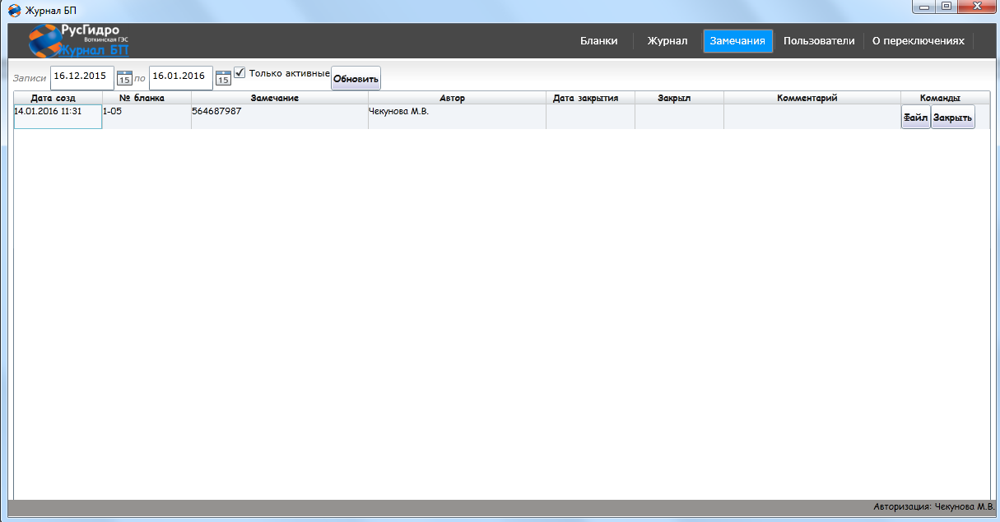 Журнал БП
РусГидро
Воткинская ГЭС
Журнал БП
Бланки Журнал Замечания Пользователи О переключениях
Записи 16.12.2015 15 по 16.01.2016 15 Только активные Обновить
Дата созд № бланка Замечание Автор Дата закрытия Закрыл Комментарий Команды
14.01.2016 11:31 1-05 564687987 Чекунова М.В. Файл Закрыть
Авторизация: Чекунова М.В.